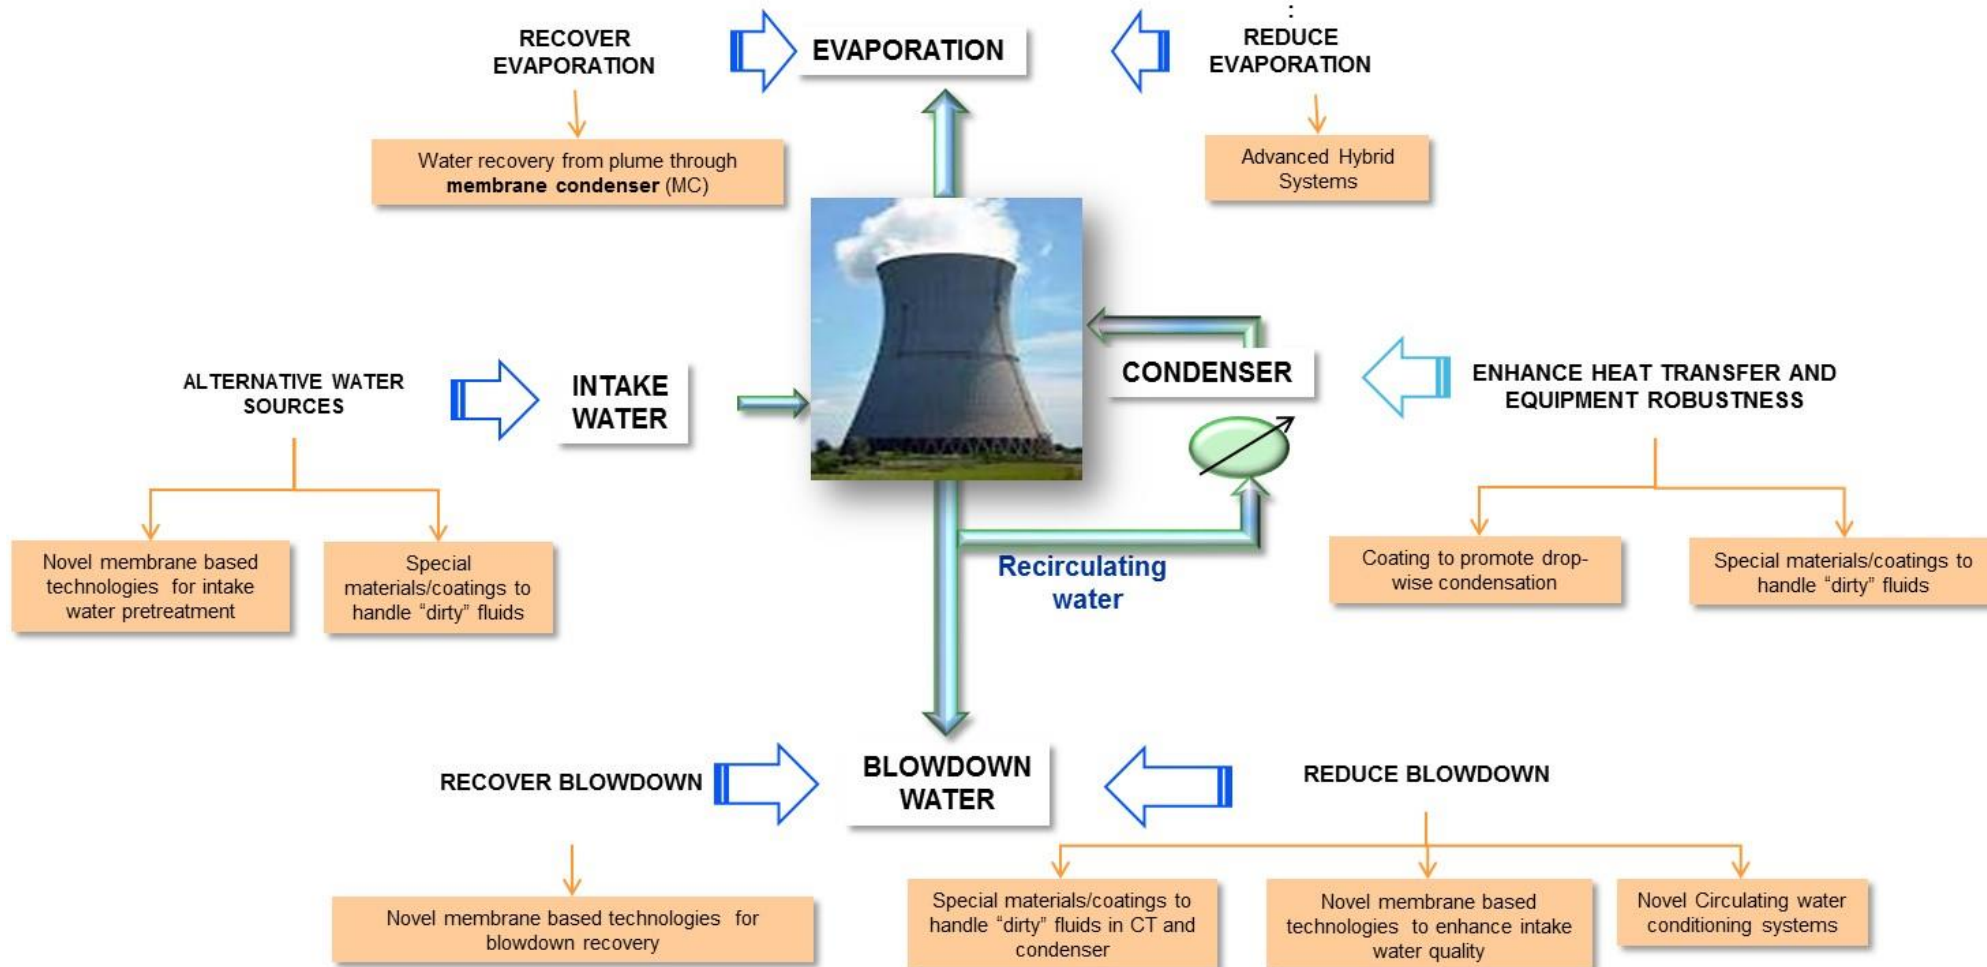 :
RECOVER
EVAPORATION
EVAPORATION
REDUCE
EVAPORATION
Water recovery from plume through
membrane condenser (MC)
Advanced Hybrid
Systems
ALTERNATIVE WATER
SOURCES
INTAKE
WATER
CONDENSER
ENHANCE HEAT TRANSFER AND
EQUIPMENT ROBUSTNESS
Novel membrane based
technologies for intake
water pretreatment
Special
materials/coatings to
handle “dirty” fluids
Recirculating
water
Coating to promote drop-
wise condensation
Special materials/coatings to
handle “dirty” fluids
RECOVER BLOWDOWN
BLOWDOWN
WATER
REDUCE BLOWDOWN
Novel membrane based technologies for
blowdown recovery
Special materials/coatings to
handle “dirty” fluids in CT and
condenser
Novel membrane based
technologies to enhance intake
water quality
Novel Circulating water
conditioning systems